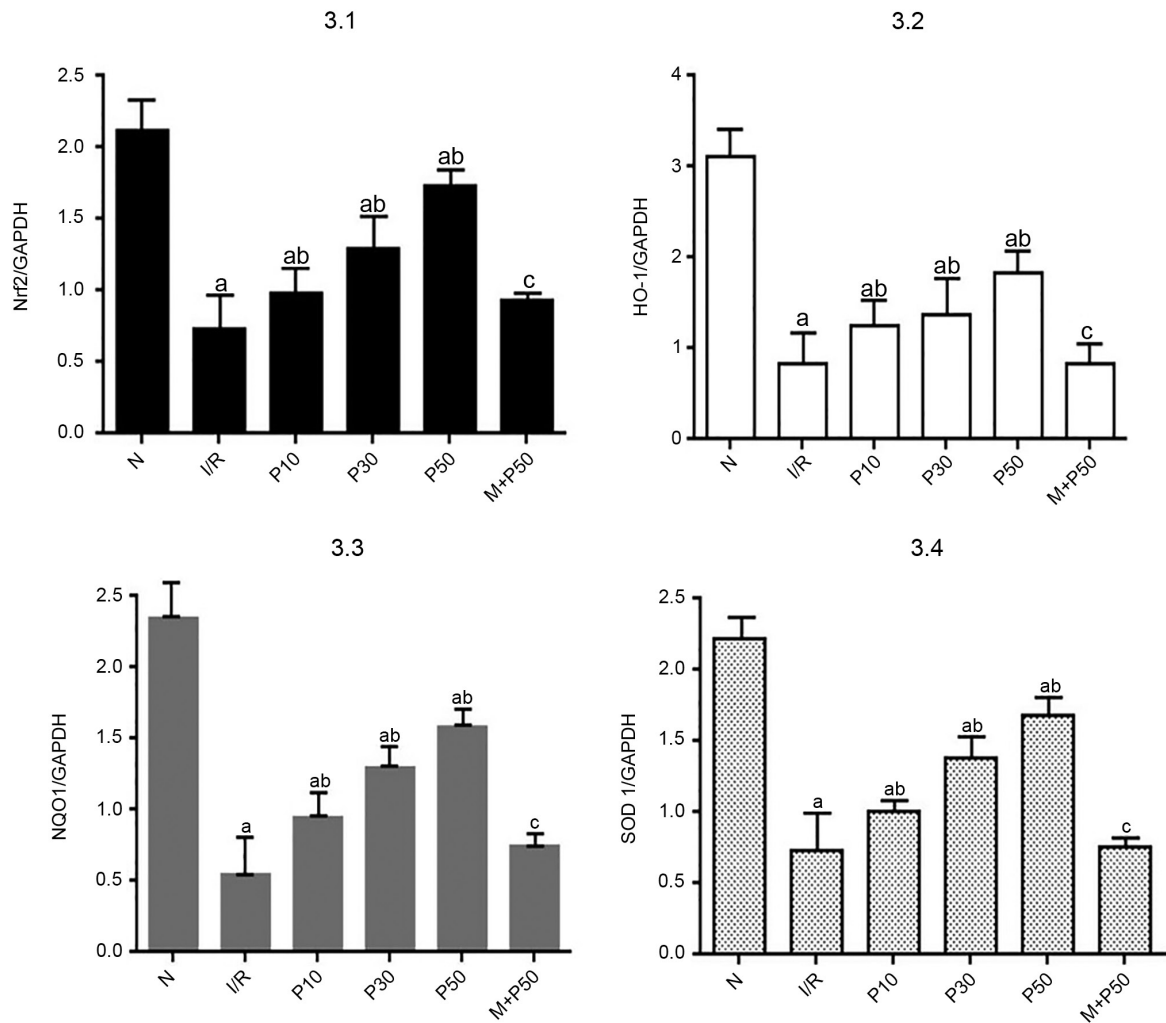 3.1
Nrf2/GAPDH
2.5
2.0
1.5
1.0
0.5
0.0
a
ab
ab
ab
c
N
I/R
P10
P30
P50
M+P50
3.2
HO-1/GAPDH
4
3
2
1
0
a
ab
ab
ab
c
N
I/R
P10
P30
P50
M+P50
3.3
NQO1/GAPDH
2.5
2.0
1.5
1.0
0.5
0.0
a
ab
ab
ab
c
N
I/R
P10
P30
P50
M+P50
3.4
SOD 1/GAPDH
2.5
2.0
1.5
1.0
0.5
0.0
a
ab
ab
ab
c
N
I/R
P10
P30
P50
M+P50